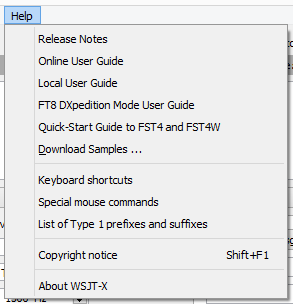 Help
Release Notes
Online User Guide
Local User Guide
FT8 DXpedition Mode User Guide
Quick-Start Guide to FST4 and FST4W
Download Samples ...
Keyboard shortcuts
Special mouse commands
List of Type 1 prefixes and suffixes
Copyright notice Shift+F1
About WSJT-X